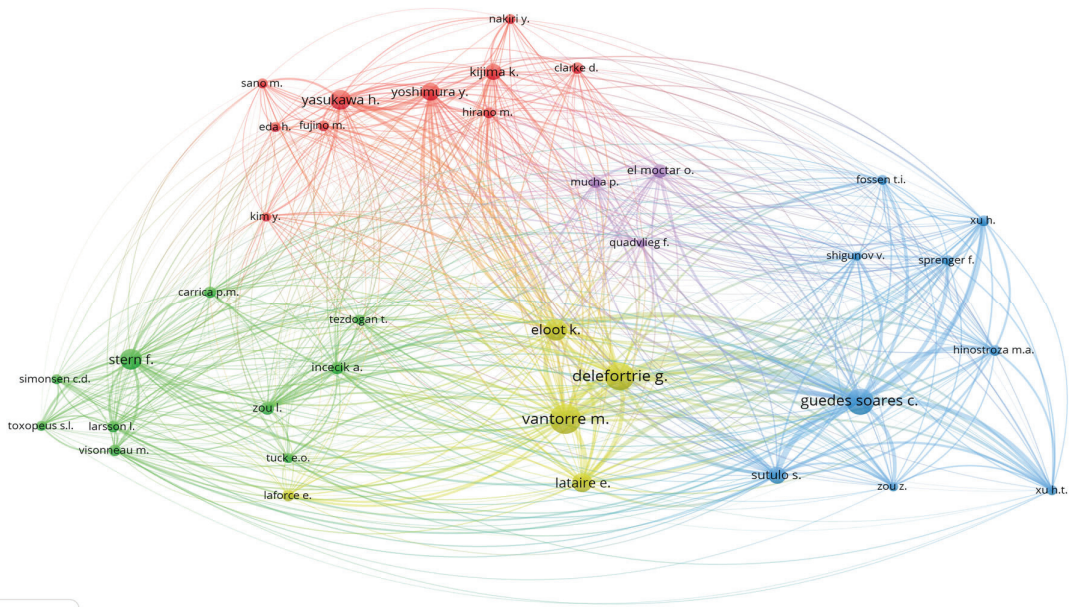 nakiri y.
kijima k.
clarke d.
sano m.
yasukawa h.
yoshimura y.
hirano m.
eda h.
fujino m.
el moctar o.
mucha p.
fossen t.i.
kim y.
xu h.
quadvlieg f.
shigunov v.
sprenger f.
carrica p.m.
tezdogan t.
eloot k.
stern f.
incecik a.
hinostroza m.a.
simonsen c.d.
delefortrie g.
guedes soares c.
zou l.
vantorre m.
toxopeus s.l.
larsson l.
visonneau m.
tuck e.o.
sutulo s.
lataire e.
zou z.
xu h.t.
laforce e.